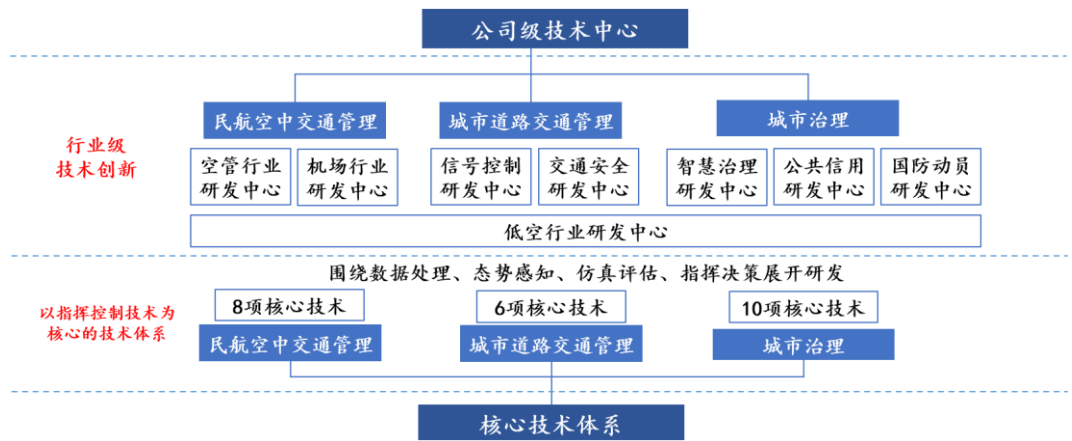 公司级技术中心
行业级
技术创新
民航空中交通管理
城市道路交通管理
城市治理
空管行业
研发中心
机场行业
研发中心
信号控制
研发中心
交通安全
研发中心
智慧治理
研发中心
公共信用
研发中心
国防动员
研发中心
低空行业研发中心
围绕数据处理、态势感知、仿真评估、指挥决策展开研发
以指挥控制技术为
核心的技术体系
8项核心技术
6项核心技术
10项核心技术
民航空中交通管理
城市道路交通管理
城市治理
核心技术体系